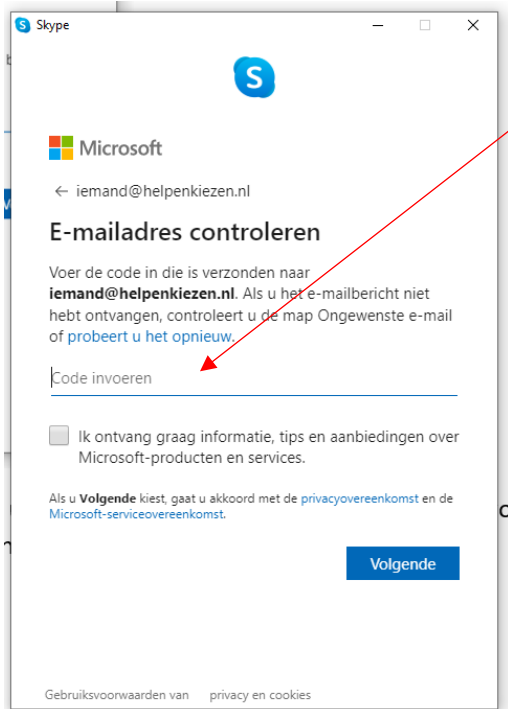 Skype
Microsoft
← iemand@helpenkiezen.nl
E-mailadres controleren
Voer de code in die is verzonden naar
iemand@helpenkiezen.nl. Als u het e-mailbericht niet
hebt ontvangen, controleert u de map Ongewenste e-mail
of probeert u het opnieuw.
Code invoeren
Ik ontvang graag informatie, tips en aanbiedingen over
Microsoft-producten en services.
Als u Volgende kiest, gaat u akkoord met de privacyovereenkomst en de
Microsoft-serviceovereenkomst.
Volgende
Gebruiksvoorwaarden van privacy en cookies